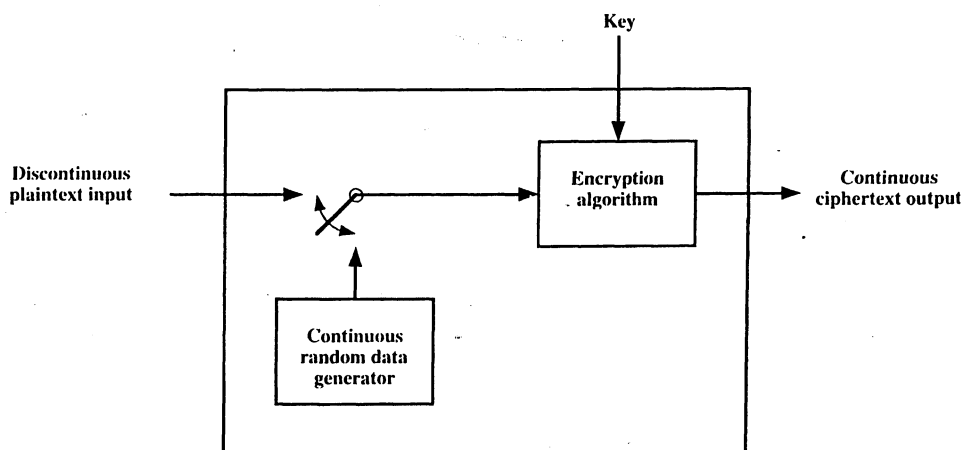 Key
Discontinuous
plaintext input
Encryption
algorithm
Continuous
ciphertext output
Continuous
random data
generator